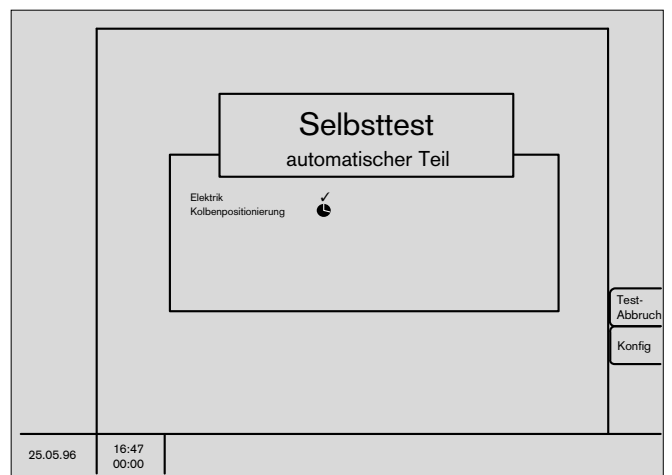 Selbsttest
automatischer Teil
Elektrik ✓
Kolbenpositionierung
Test-
Abbruch
Konfig
25.05.96
16:47
00:00